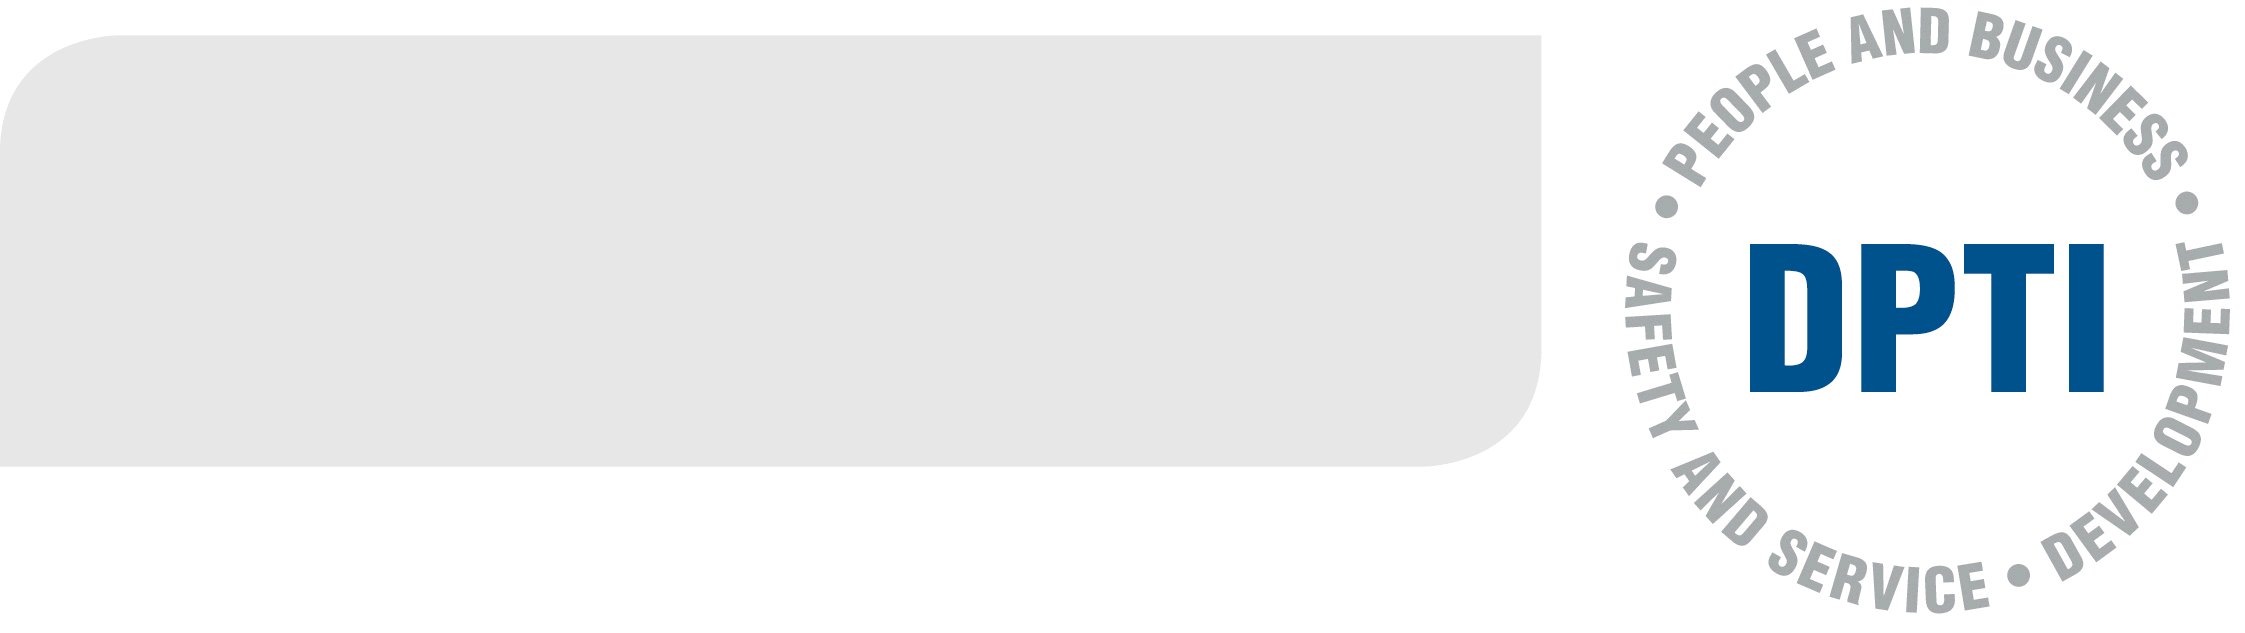 • PEOPLE AND BUSINESS •
DPTI
SAFETY AND SERVICE • DEVELOPMENT